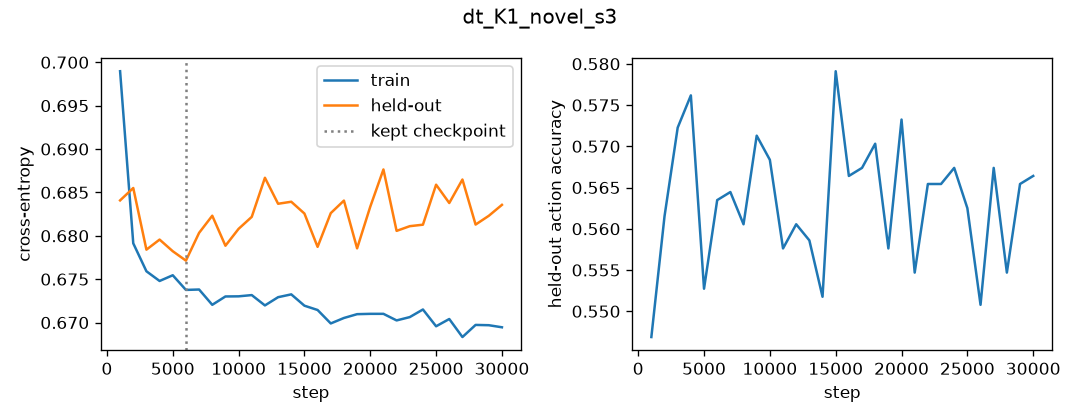 dt_K1_novel_s3
cross-entropy
0.700
0.695
0.690
0.685
0.680
0.675
0.670
train
held-out
kept checkpoint
0 5000 10000 15000 20000 25000 30000
step
held-out action accuracy
0.580
0.575
0.570
0.565
0.560
0.555
0.550
0 5000 10000 15000 20000 25000 30000
step